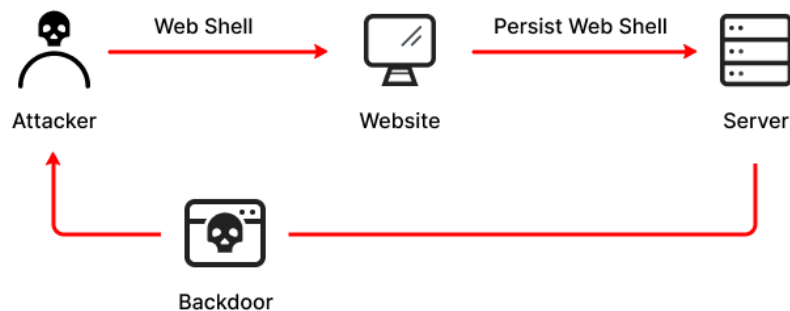 Web Shell
Persist Web Shell
Attacker
Website
Server
Backdoor